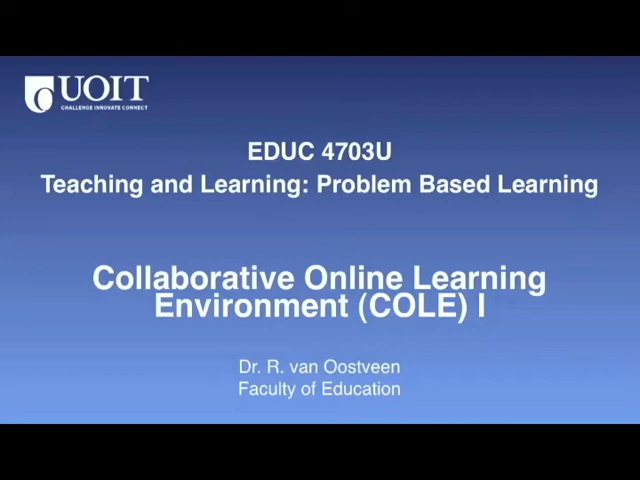 UOIT
CHALLENGE INNOVATE CONNECT
EDUC 4703U
Teaching and Learning: Problem Based Learning
Collaborative Online Learning
Environment (COLE) I
Dr. R. van Oostveen
Faculty of Education